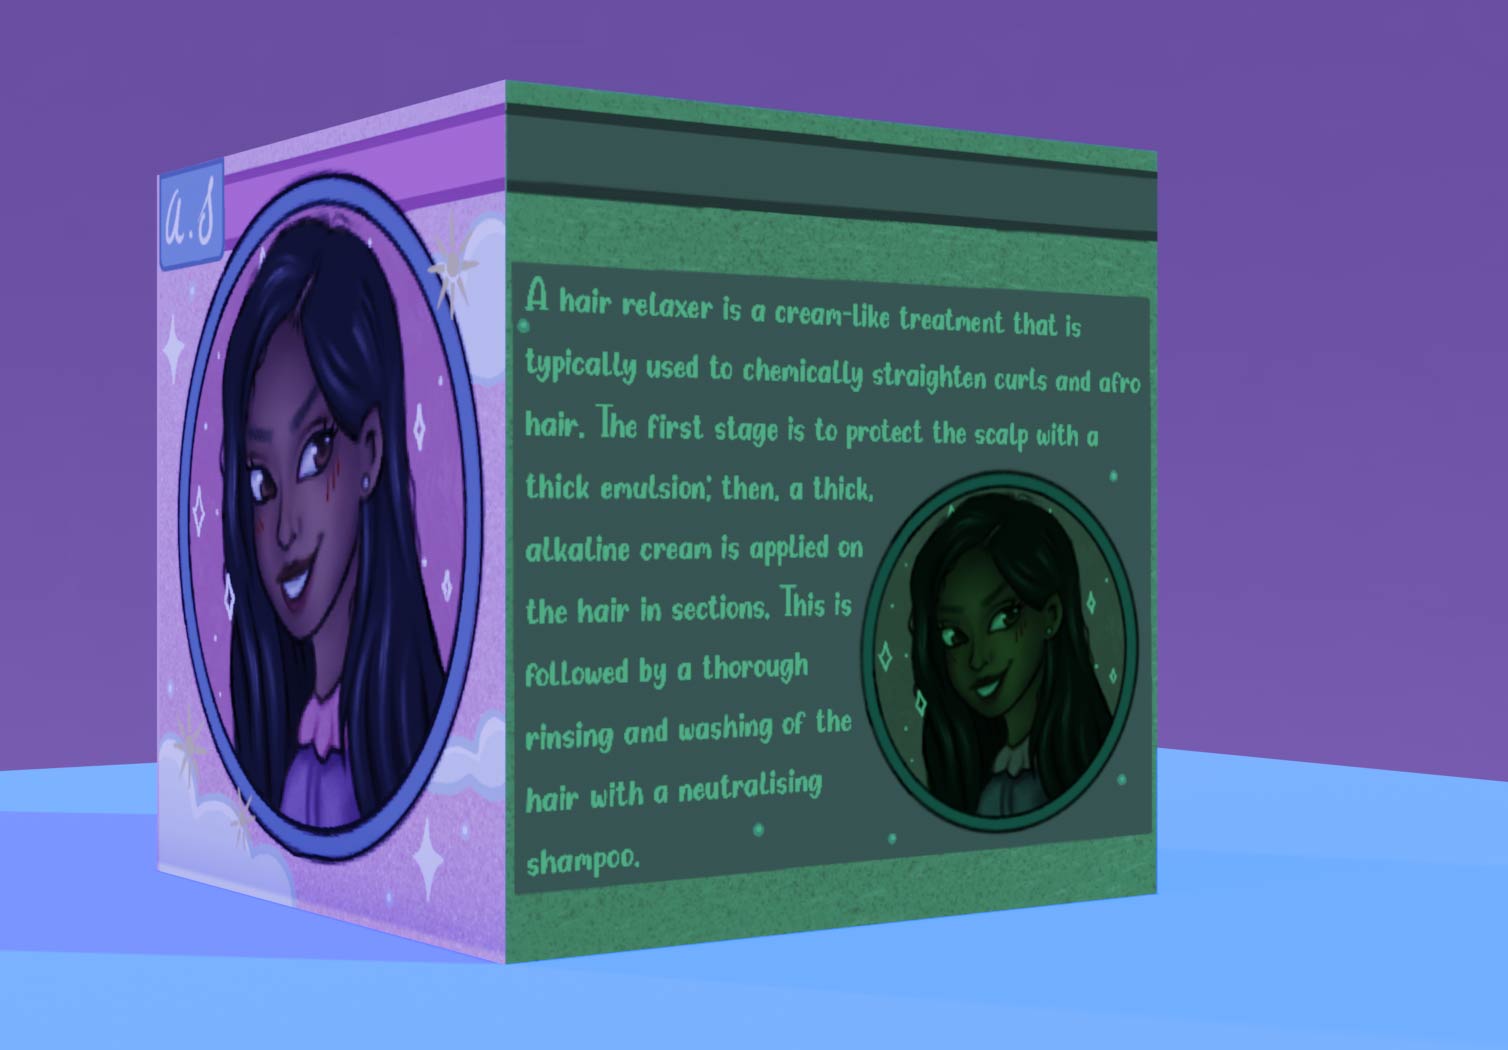 a.s
A hair relaxer is a cream-like treatment that is
typically used to chemically straighten curls and afro
hair. The first stage is to protect the scalp with a
thick emulsion; then, a thick,
alkaline cream is applied on
the hair in sections. This is
followed by a thorough
rinsing and washing of the
hair with a neutralising
shampoo.